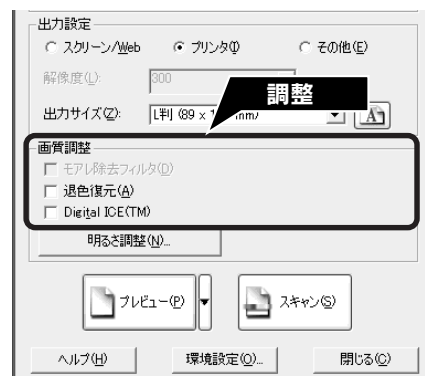 出力設定
スクリーン/Web プリンタ(I) その他(E)
解像度(L): 300
調整
出力サイズ(Z): L判 (89 x 1 mm)
画質調整
モアレ除去フィルタ(D)
退色復元(A)
Digital ICE(TM)
明るさ調整(N)...
プレビュー(P) スキャン(S)
ヘルプ(H) 環境設定(O)... 閉じる(C)